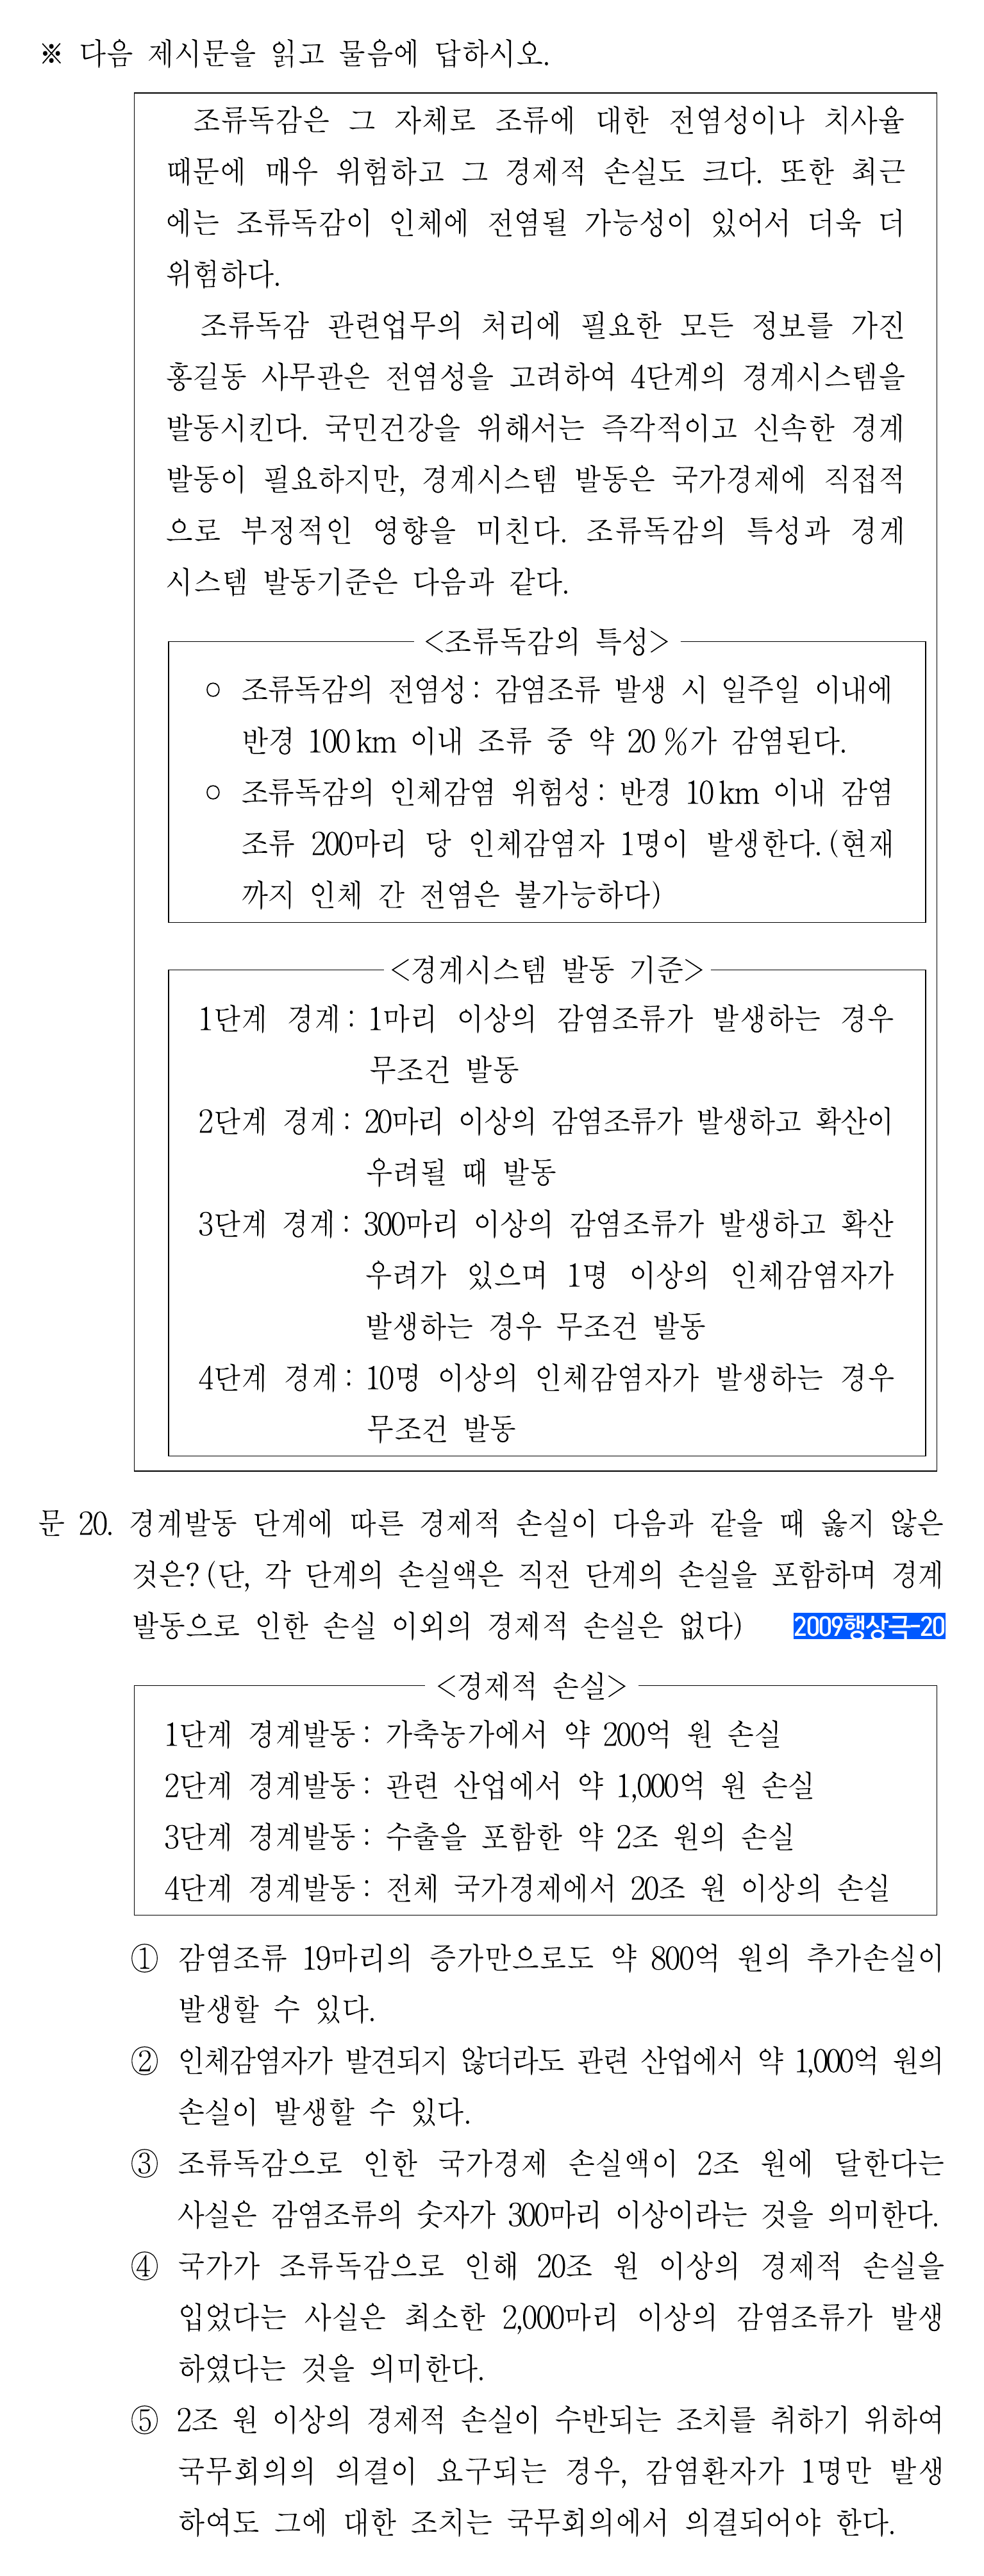 ※ 다음 제시문을 읽고 물음에 답하시오.
조류독감은 그 자체로 조류에 대한 전염성이나 치사율
때문에 매우 위험하고 그 경제적 손실도 크다. 또한 최근
에는 조류독감이 인체에 전염될 가능성이 있어서 더욱 더
위험하다.
조류독감 관련업무의 처리에 필요한 모든 정보를 가진
홍길동 사무관은 전염성을 고려하여 4단계의 경계시스템을
발동시킨다. 국민건강을 위해서는 즉각적이고 신속한 경계
발동이 필요하지만, 경계시스템 발동은 국가경제에 직접적
으로 부정적인 영향을 미친다. 조류독감의 특성과 경계
시스템 발동기준은 다음과 같다.
<조류독감의 특성>
○ 조류독감의 전염성 : 감염조류 발생 시 일주일 이내에
반경 100 km 이내 조류 중 약 20 %가 감염된다.
○ 조류독감의 인체감염 위험성 : 반경 10 km 이내 감염
조류 200마리 당 인체감염자 1명이 발생한다. (현재
까지 인체 간 전염은 불가능하다)
<경계시스템 발동 기준>
1단계 경계 : 1마리 이상의 감염조류가 발생하는 경우
무조건 발동
2단계 경계 : 20마리 이상의 감염조류가 발생하고 확산이
우려될 때 발동
3단계 경계 : 300마리 이상의 감염조류가 발생하고 확산
우려가 있으며 1명 이상의 인체감염자가
발생하는 경우 무조건 발동
4단계 경계 : 10명 이상의 인체감염자가 발생하는 경우
무조건 발동
문 20. 경계발동 단계에 따른 경제적 손실이 다음과 같을 때 옳지 않은
것은? (단, 각 단계의 손실액은 직전 단계의 손실을 포함하며 경계
발동으로 인한 손실 이외의 경제적 손실은 없다) 2009행상극-20
<경제적 손실>
1단계 경계발동 : 가축농가에서 약 200억 원 손실
2단계 경계발동 : 관련 산업에서 약 1,000억 원 손실
3단계 경계발동 : 수출을 포함한 약 2조 원의 손실
4단계 경계발동 : 전체 국가경제에서 20조 원 이상의 손실
① 감염조류 19마리의 증가만으로도 약 800억 원의 추가손실이
발생할 수 있다.
② 인체감염자가 발견되지 않더라도 관련 산업에서 약 1,000억 원의
손실이 발생할 수 있다.
③ 조류독감으로 인한 국가경제 손실액이 2조 원에 달한다는
사실은 감염조류의 숫자가 300마리 이상이라는 것을 의미한다.
④ 국가가 조류독감으로 인해 20조 원 이상의 경제적 손실을
입었다는 사실은 최소한 2,000마리 이상의 감염조류가 발생
하였다는 것을 의미한다.
⑤ 2조 원 이상의 경제적 손실이 수반되는 조치를 취하기 위하여
국무회의의 의결이 요구되는 경우, 감염환자가 1명만 발생
하여도 그에 대한 조치는 국무회의에서 의결되어야 한다.